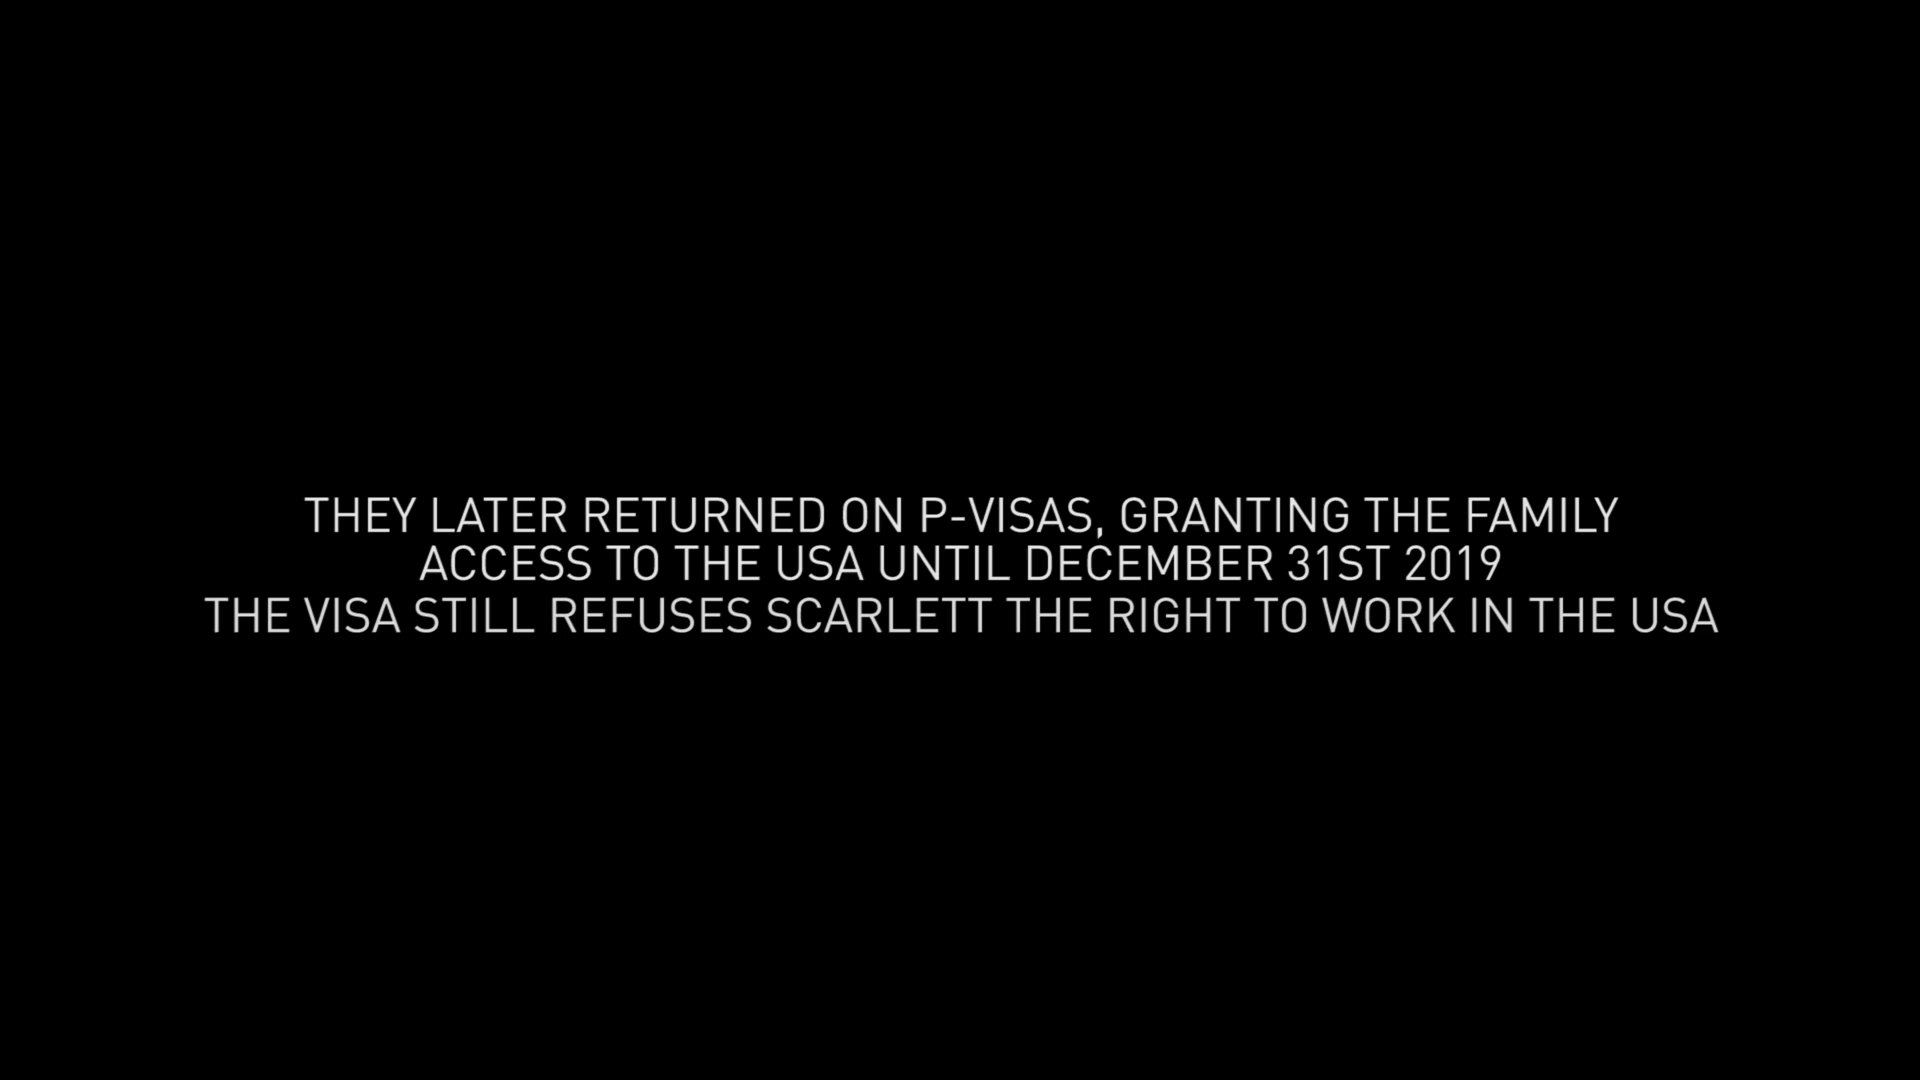 THEY LATER RETURNED ON P-VISAS, GRANTING THE FAMILY
ACCESS TO THE USA UNTIL DECEMBER 31ST 2019
THE VISA STILL REFUSES SCARLETT THE RIGHT TO WORK IN THE USA